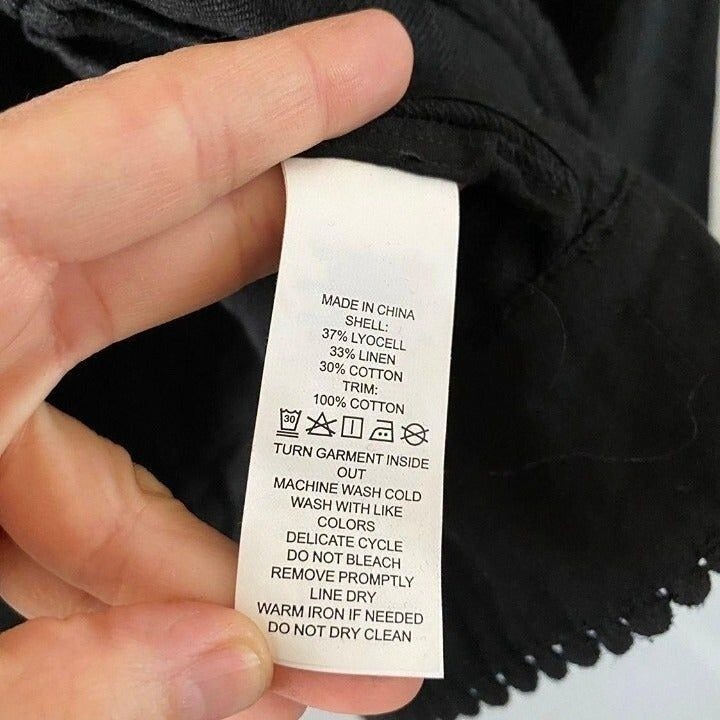 MADE IN CHINA
SHELL:
37% LYOCELL
33% LINEN
30% COTTON
TRIM:
100% COTTON
30
TURN GARMENT INSIDE
OUT
MACHINE WASH COLD
WASH WITH LIKE
COLORS
DELICATE CYCLE
DO NOT BLEACH
REMOVE PROMPTLY
LINE DRY
WARM IRON IF NEEDED
DO NOT DRY CLEAN